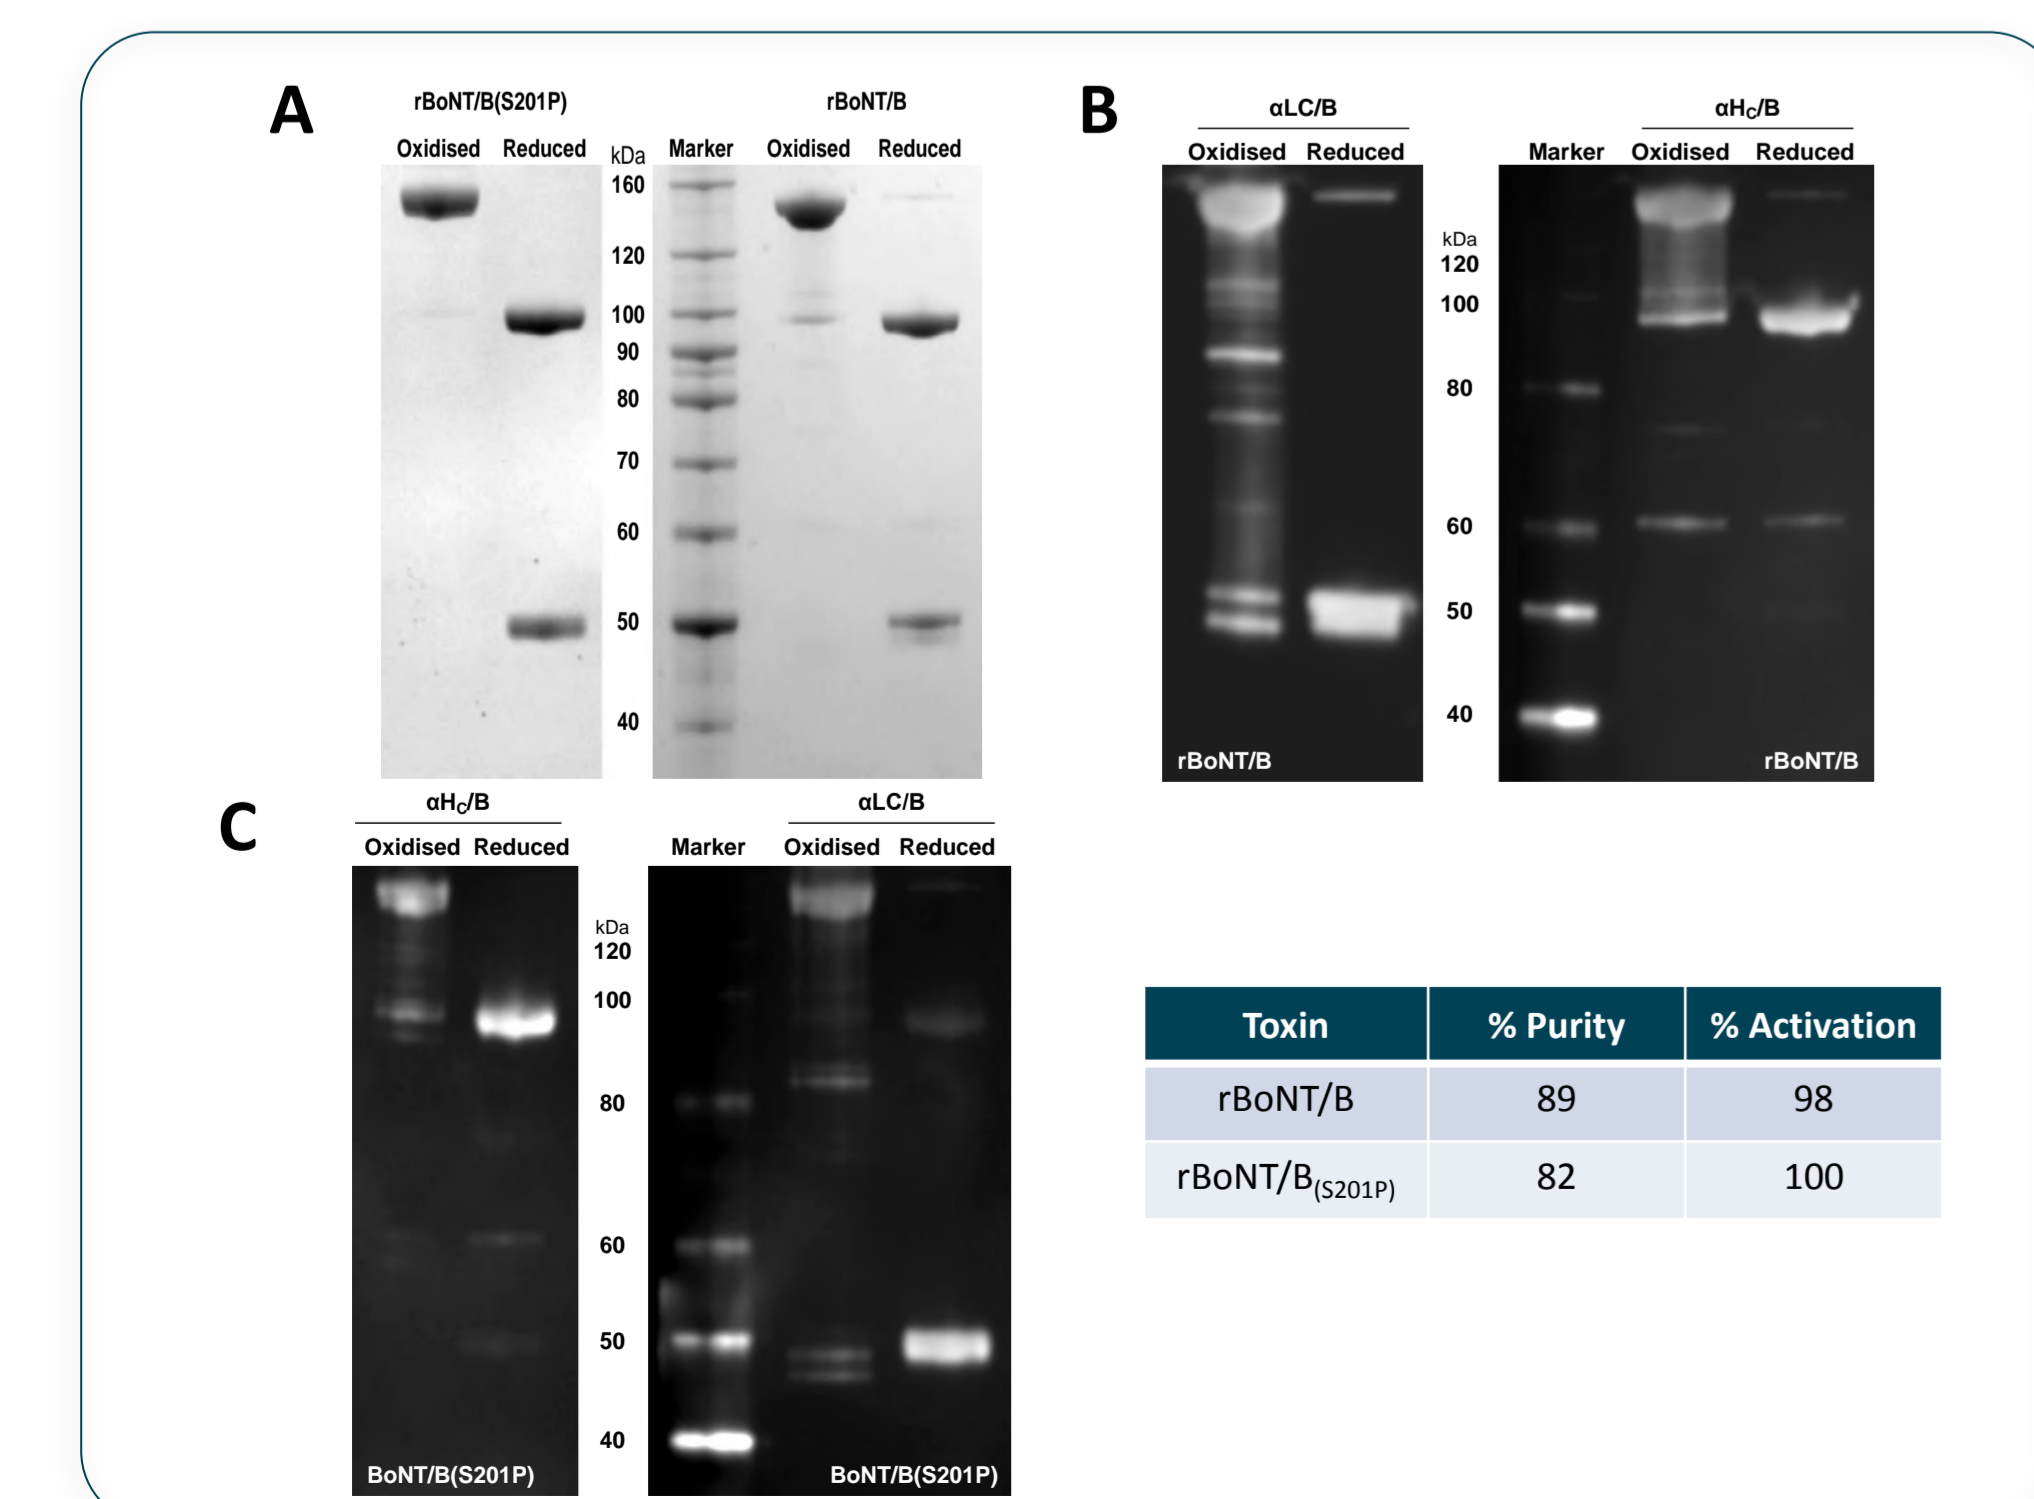 A
rBoNT/B(S201P)
rBoNT/B
Oxidised Reduced kDa Marker Oxidised Reduced
160
120
100
90
80
70
60
50
40
B
αLC/B
αHC/B
Oxidised Reduced Marker Oxidised Reduced
kDa
120
100
80
60
50
40
rBoNT/B
rBoNT/B
C
αHC/B
αLC/B
Oxidised Reduced Marker Oxidised Reduced
kDa
120
100
80
60
50
40
BoNT/B(S201P)
BoNT/B(S201P)
Toxin % Purity % Activation
rBoNT/B 89 98
rBoNT/B(S201P) 82 100